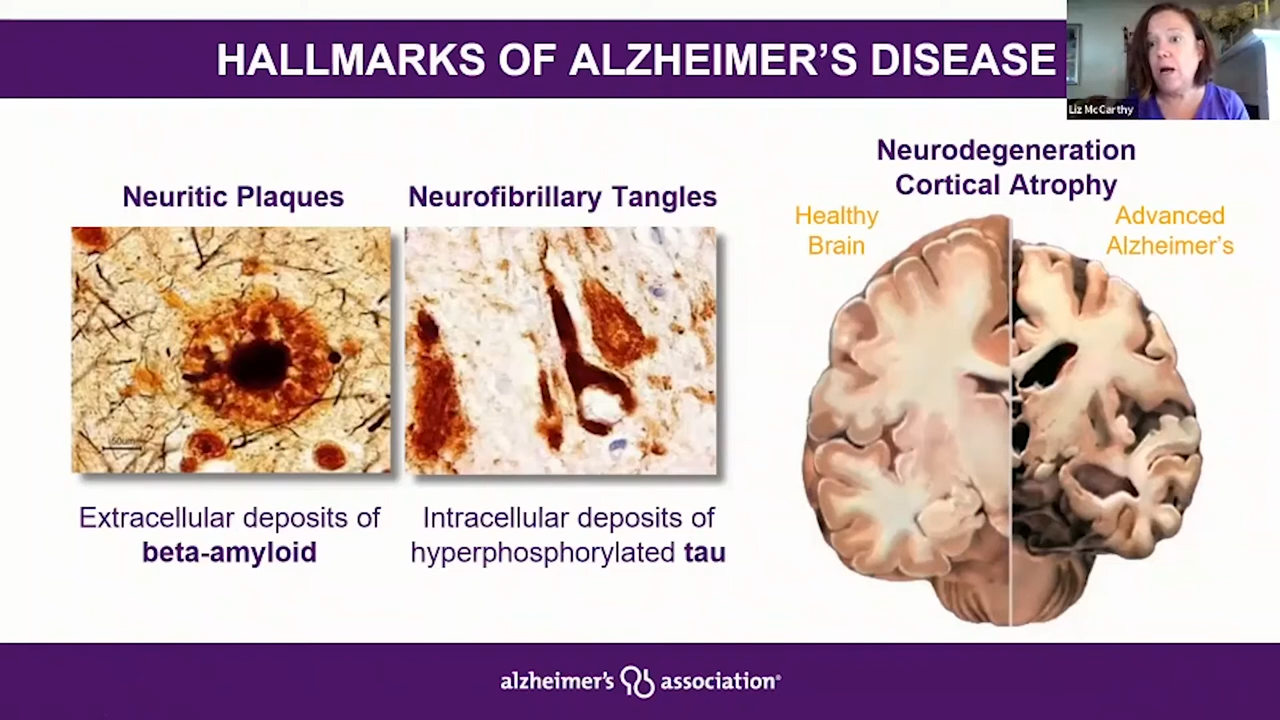 HALLMARKS OF ALZHEIMER'S DISEASE
Liz McCarthy
Neuritic Plaques
Neurofibrillary Tangles
Neurodegeneration
Cortical Atrophy
Healthy
Brain
Advanced
Alzheimer's
50um
Extracellular deposits of
beta-amyloid
Intracellular deposits of
hyperphosphorylated tau
alzheimer's association®